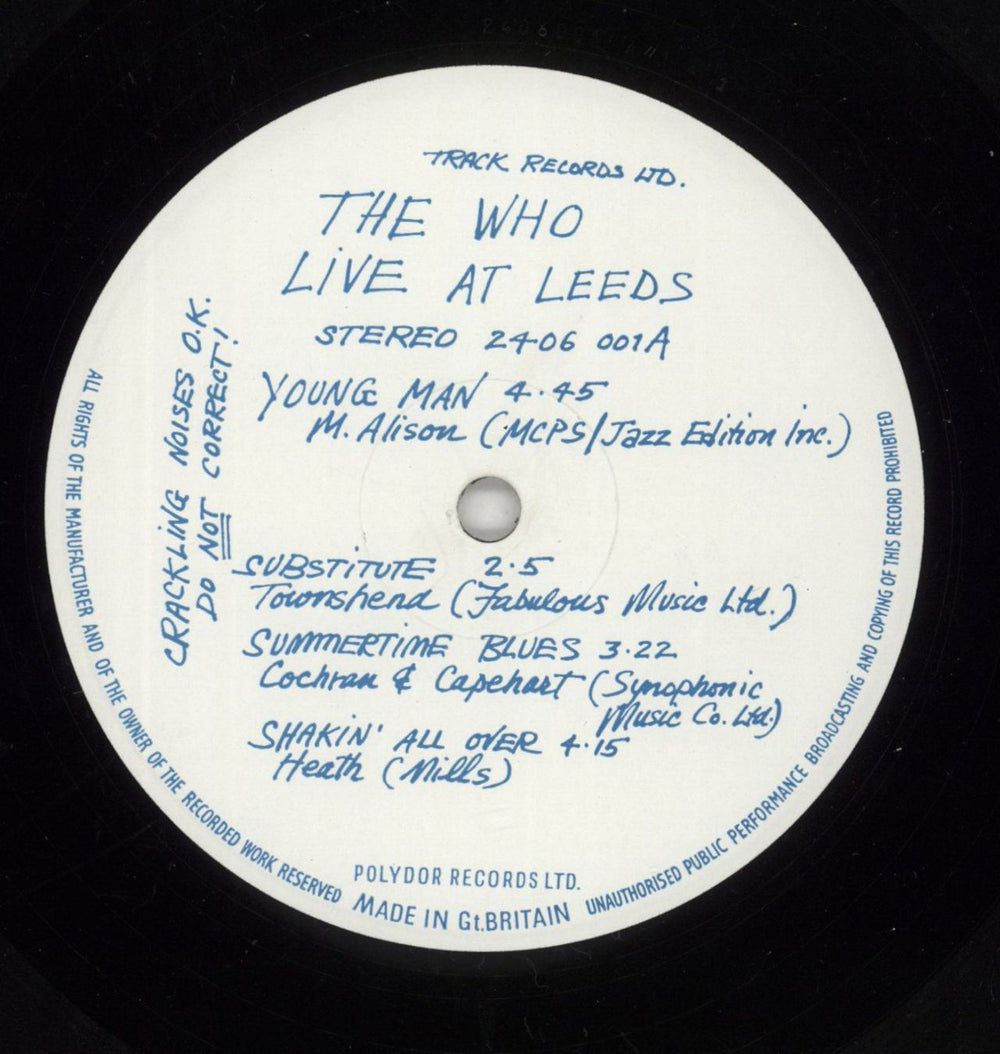 TRACK RECORDS LTD.
THE WHO
LiVE AT LEEDS
STEREO 2406 001A
YOUNG MAN 4.45
M. Alison (MCPS/Jazz Edition Inc.)
CRACKLiNG NOiSES O.K.
DO NOT CORRECT!
SUBSTiTUTE 2.5
Townshend (Fabulous Music Ltd.)
SUMMERTiME BLUES 3.22
Cochran & Capehart (Synophonic
Music Co. Ltd.)
SHAKiN' ALL OVER 4.15
Heath (Mills)
POLYDOR RECORDS LTD.
ALL RIGHTS OF THE MANUFACTURER AND OF THE OWNER OF THE RECORDED WORK RESERVED
MADE IN Gt.BRITAIN
UNAUTHORISED PUBLIC PERFORMANCE BROADCASTING AND COPYING OF THIS RECORD PROHIBITED